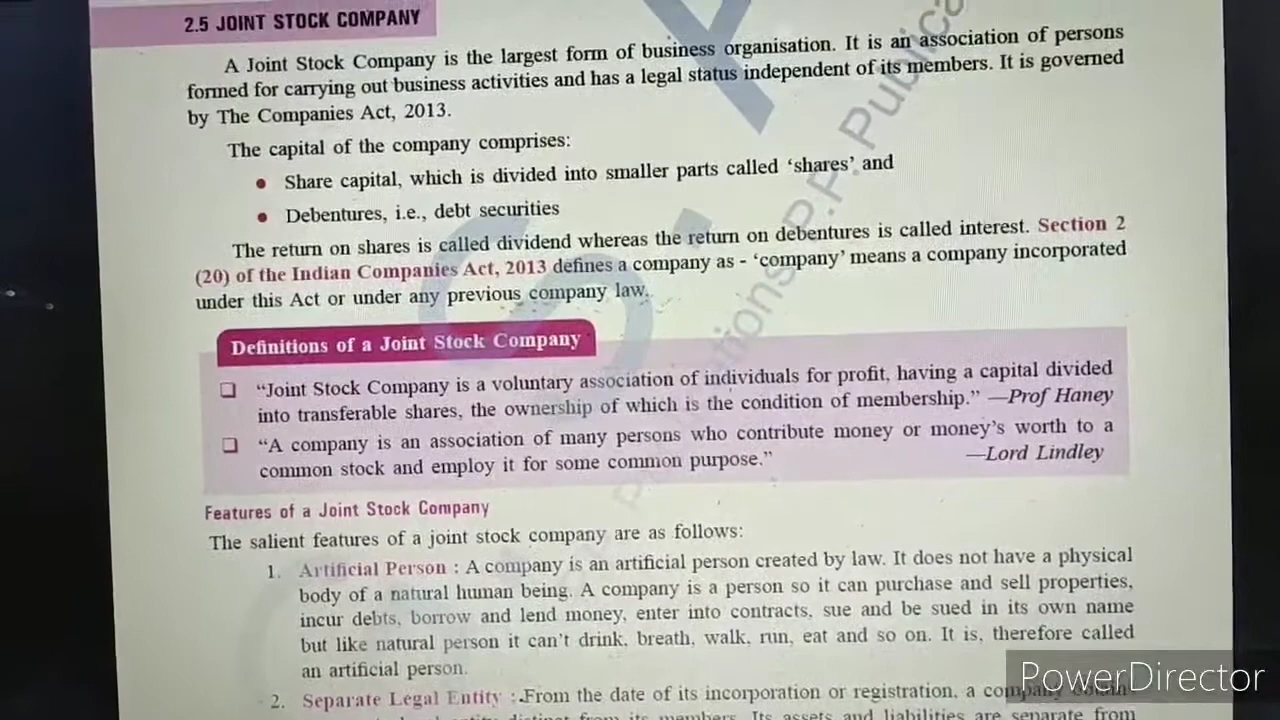 2.5 JOINT STOCK COMPANY
A Joint Stock Company is the largest form of business organisation. It is an association of persons
formed for carrying out business activities and has a legal status independent of its members. It is governed
by The Companies Act, 2013.
The capital of the company comprises:
● Share capital, which is divided into smaller parts called ‘shares’ and
● Debentures, i.e., debt securities
The return on shares is called dividend whereas the return on debentures is called interest. Section 2
(20) of the Indian Companies Act, 2013 defines a company as - ‘company’ means a company incorporated
under this Act or under any previous company law.
Definitions of a Joint Stock Company
❑ “Joint Stock Company is a voluntary association of individuals for profit, having a capital divided
into transferable shares, the ownership of which is the condition of membership.” —Prof Haney
❑ “A company is an association of many persons who contribute money or money’s worth to a
common stock and employ it for some common purpose.” —Lord Lindley
Features of a Joint Stock Company
The salient features of a joint stock company are as follows:
1. Artificial Person : A company is an artificial person created by law. It does not have a physical
body of a natural human being. A company is a person so it can purchase and sell properties,
incur debts, borrow and lend money, enter into contracts, sue and be sued in its own name
but like natural person it can’t drink, breath, walk, run, eat and so on. It is, therefore called
an artificial person.
2. Separate Legal Entity : From the date of its incorporation or registration, a company
distinct from its members. Its assets and liabilities are separate from
PowerDirector